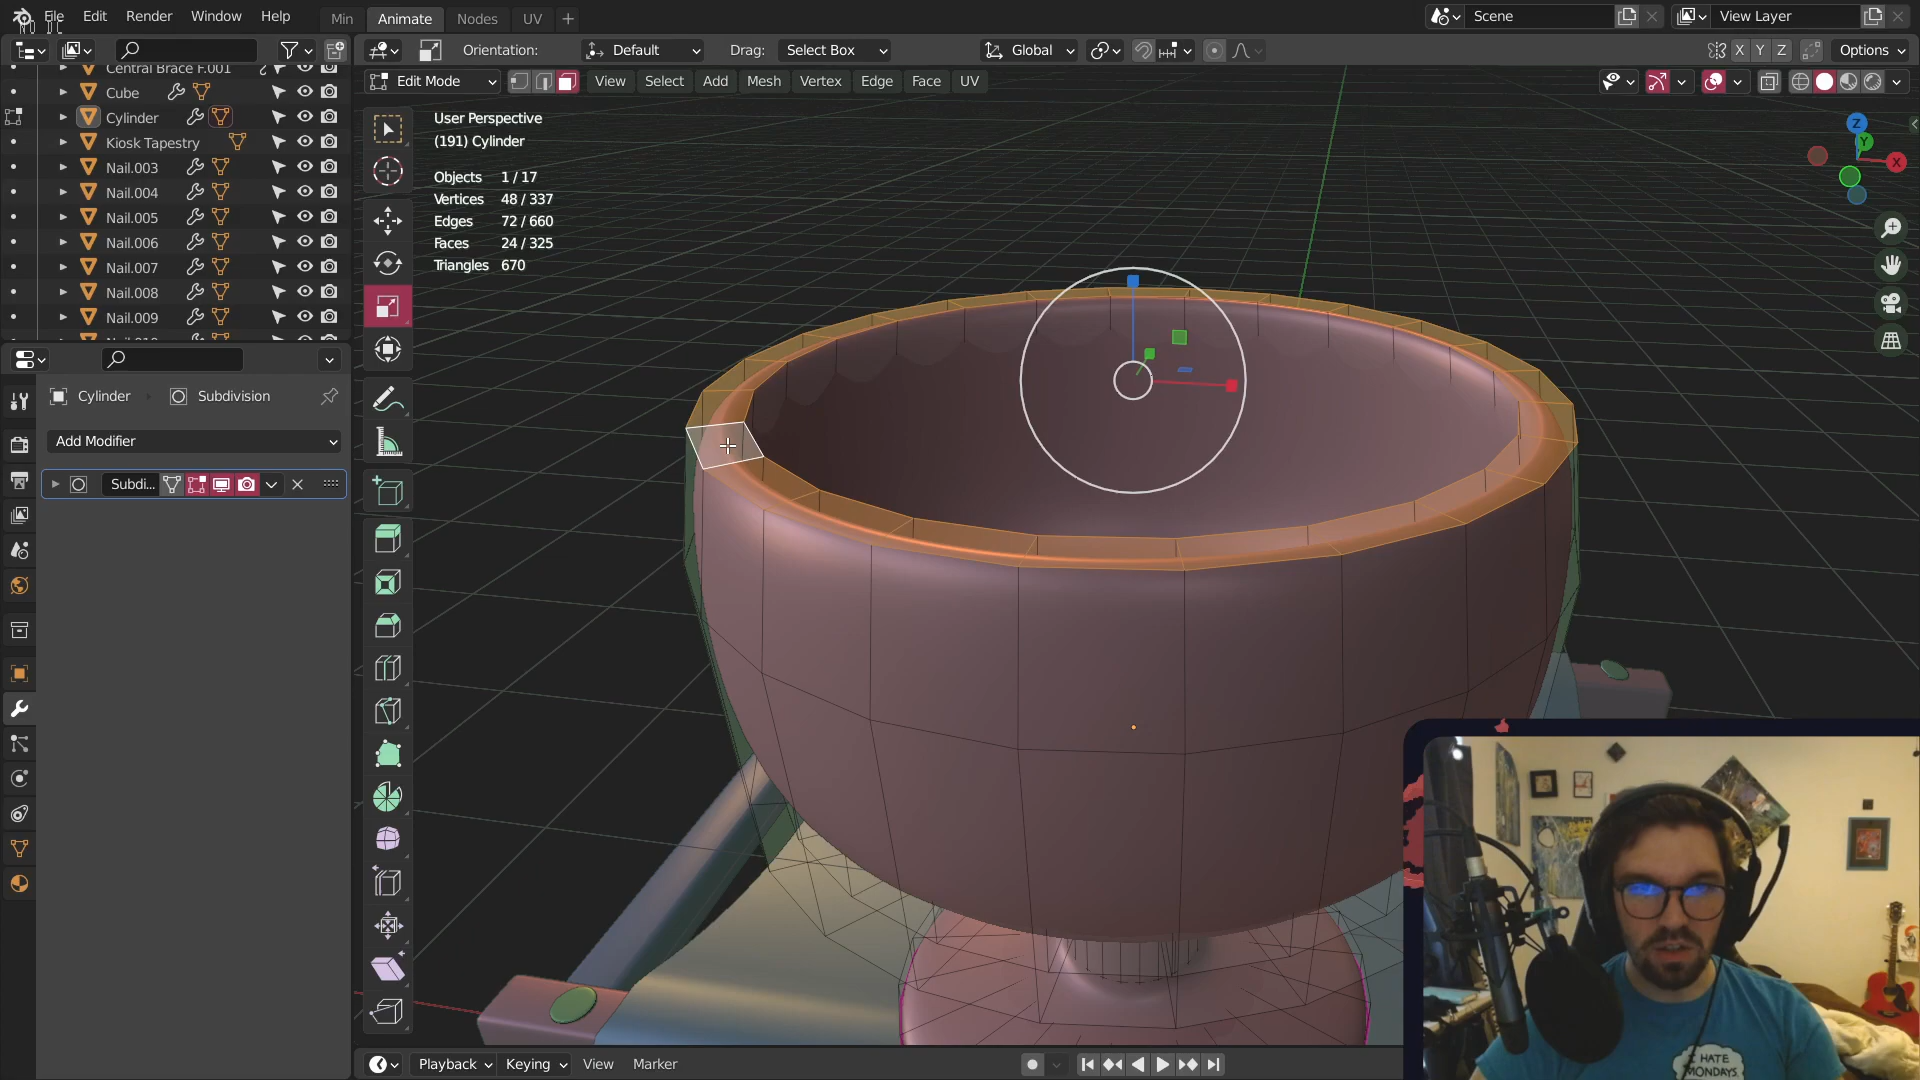 File Edit Render Window Help Min Animate Nodes UV Scene View Layer
Orientation: Default Drag: Select Box Global X Y Z Options
Edit Mode View Select Add Mesh Vertex Edge Face UV
Central Brace F.001
Cube
Cylinder
Kiosk Tapestry
Nail.003
Nail.004
Nail.005
Nail.006
Nail.007
Nail.008
Nail.009
User Perspective
(191) Cylinder
Objects 1 / 17
Vertices 48 / 337
Edges 72 / 660
Faces 24 / 325
Triangles 670
Z
Y
X
Cylinder Subdivision
Add Modifier
Subdi...
Playback Keying View Marker
I HATE
MONDAYS